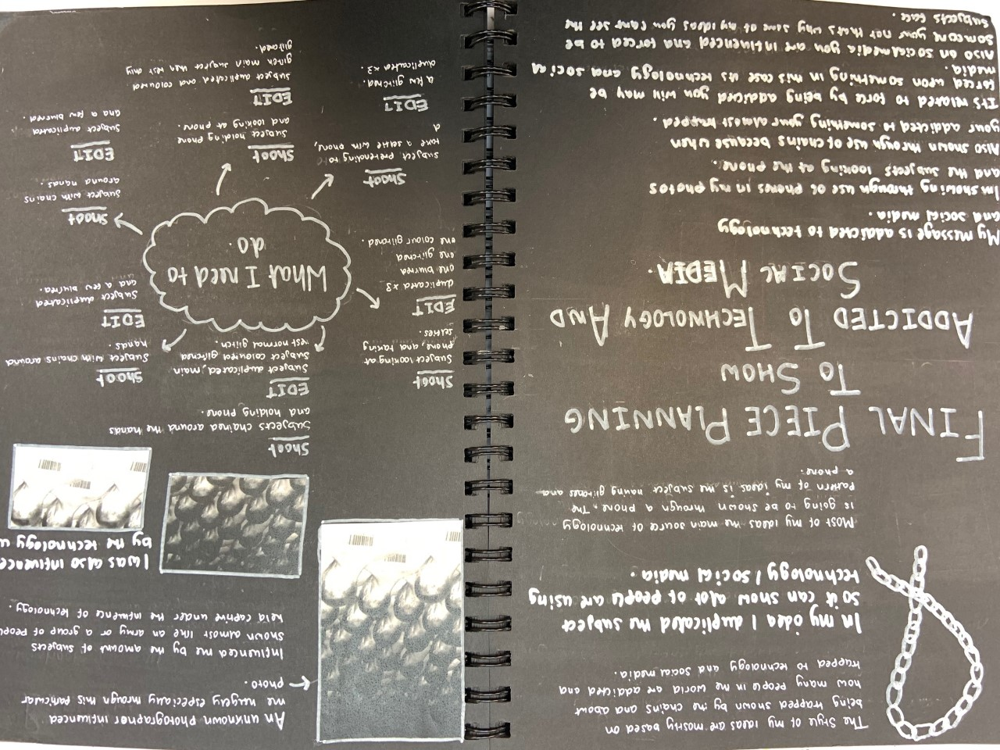 The Style of my ideas are mostly based on
being trapped shown by the chains and about
how many people in the world are addicted and
trapped to technology and social media.
In my idea I duplicated the subject
so it can show alot of people are using
technology/social media.
Most of my ideas the main source of technology
is going to be shown through a phone. The
Pattern of my ideas is the subject having glitches and
a phone.
FINAL PIECE PLANNING
TO SHOW
ADDICTED TO TECHNOLOGY AND
SOCIAL MEDIA.
My message is addicted to technology
and social media.
Im showing through use of phones in my photos
and the subjects looking at the phone.
Also shown through use of chains because when
your addicted to something your almost trapped.
It's related to force by being addicted you will may be
forced upon something in this case its technology and social
media.
Also on social media you are influenced and forced to be
someone your not that's why some of my ideas you cant see the
subjects face.
An unknown Photographer influenced
me hugely especially through this particular
photo.
Influenced me by the amount of subjects
shown almost like an army or a group of
held captive under the influence of technology.
I was also
by the technology
Shoot
Subjects chained around the hands
and holding phone.
EDIT
Subject duplicated, main
Subject coloured glitched
rest normal glitch.
Shoot
Subject looking at
phone and taking
selfies.
EDIT
duplicated x3
one blurred
one glitched
one colour glitched
Shoot
Subject with chains around
hands.
EDIT
Subject duplicated
and a few blurred.
What I need to
do.
Shoot
Subject pretending to
take a selfie with phone,
EDIT
a few glitched.
duplicated x3.
Shoot
Subject holding phone
and looking at phone.
EDIT
Subject duplicated and coloured
glitch main subject then rest only
glitched.
Shoot
Subject with chains
around hands.
EDIT
Subject duplicated
and a few blurred.